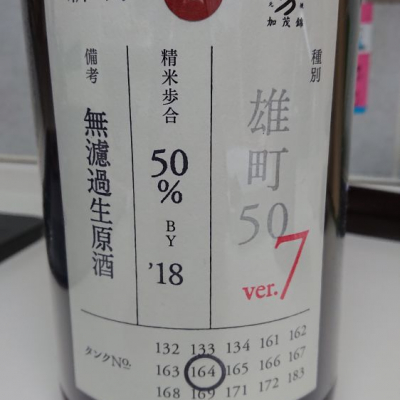 加茂錦
種別
雄町
50
ver.7
精米歩合
50%
BY
'18
備考
無濾過生原酒
タンクNo.
132 133 134 161 162
163 164 165 166 167
168 169 171 172 183